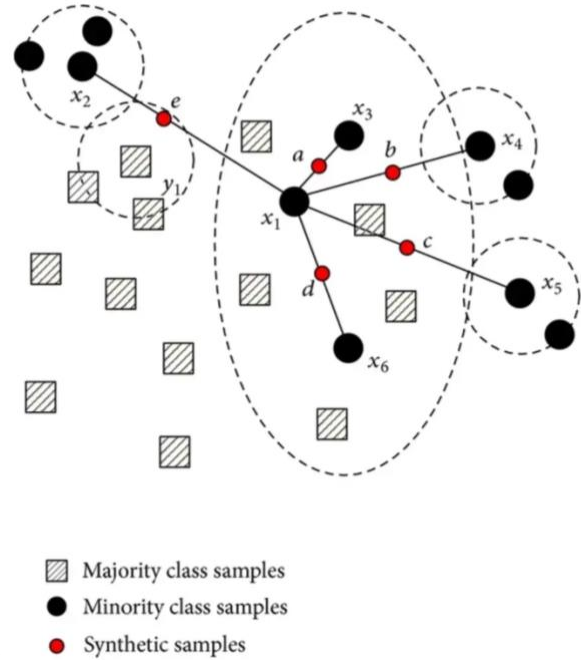 e
x2
x3
a
b
x4
y1
x1
c
d
x5
x6
Majority class samples
Minority class samples
Synthetic samples